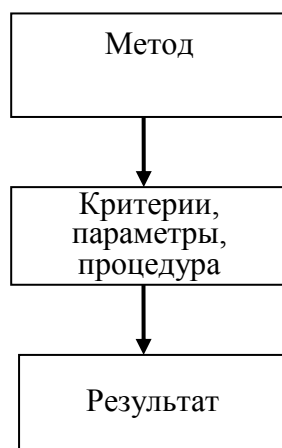 Метод
Критерии,
параметры,
процедура
Результат